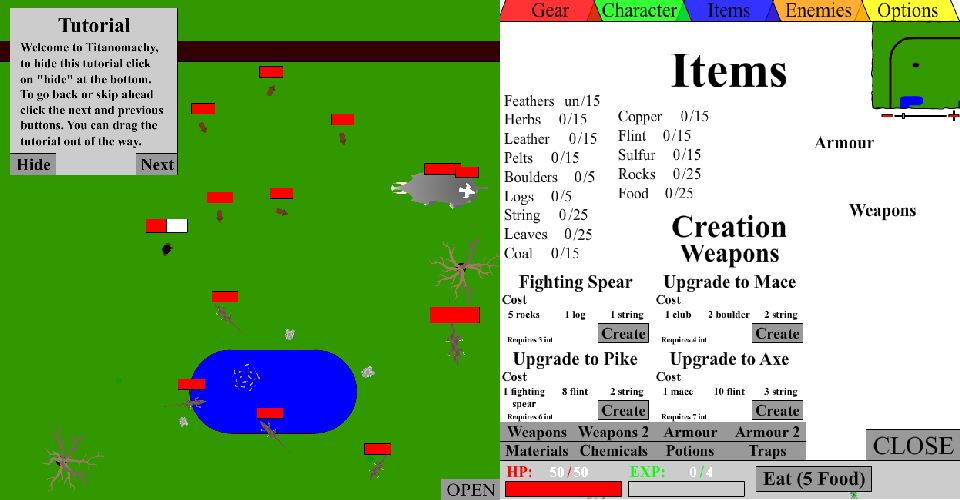 Tutorial
Welcome to Titanomachy,
to hide this tutorial click
on "hide" at the bottom.
To go back or skip ahead
click the next and previous
buttons. You can drag the
tutorial out of the way.
Hide Next
OPEN
Gear Character Items Enemies Options
Items
Feathers un/15
Herbs 0/15
Leather 0/15
Pelts 0/15
Boulders 0/5
Logs 0/5
String 0/25
Leaves 0/25
Coal 0/15
Copper 0/15
Flint 0/15
Sulfur 0/15
Rocks 0/25
Food 0/25
Armour
Weapons
Creation
Weapons
Fighting Spear
Cost
5 rocks 1 log 1 string
Requires 3 int
Create
Upgrade to Mace
Cost
1 club 2 boulder 2 string
Requires 4 int
Create
Upgrade to Pike
Cost
1 fighting spear 8 flint 2 string
Requires 6 int
Create
Upgrade to Axe
Cost
1 mace 10 flint 3 string
Requires 7 int
Create
Weapons Weapons 2 Armour Armour 2
Materials Chemicals Potions Traps
CLOSE
HP: 50/50 EXP: 0/4
Eat (5 Food)